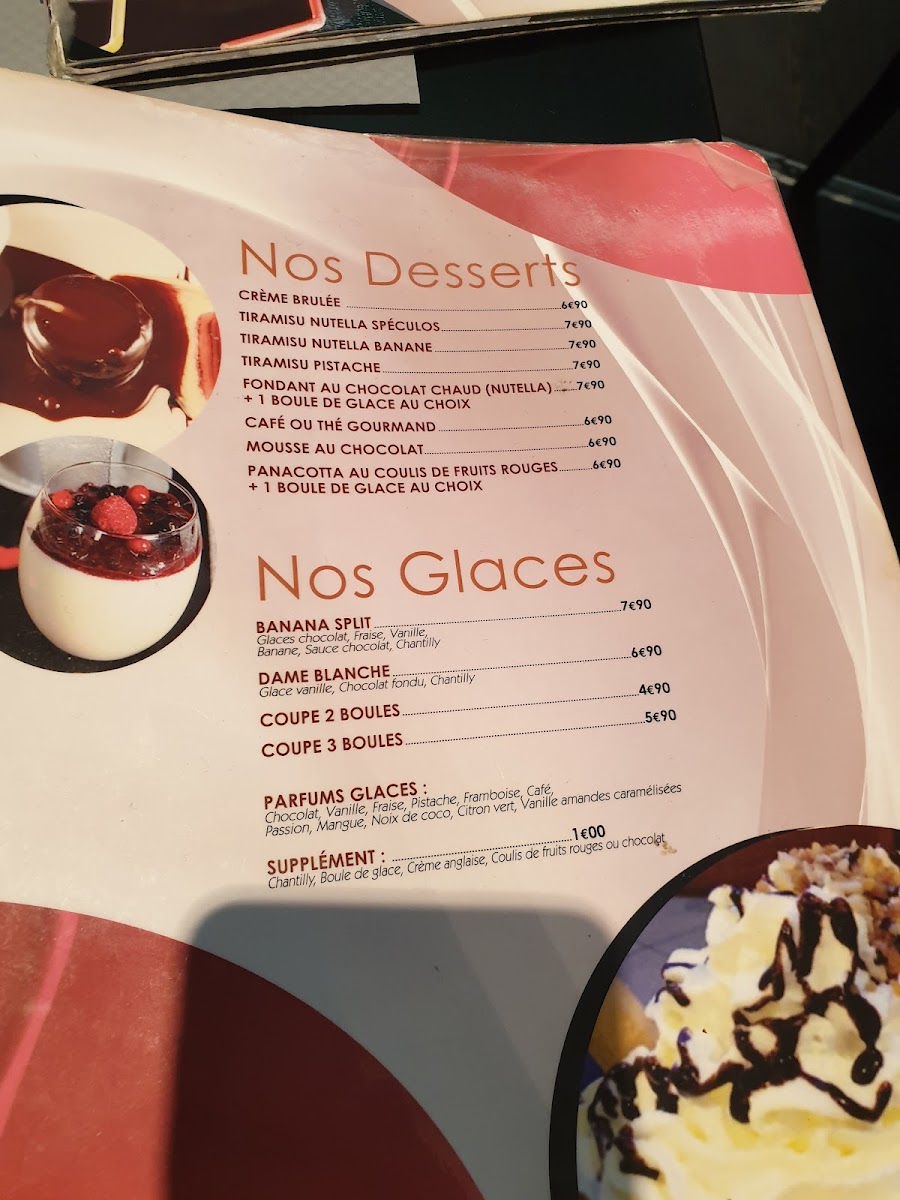 Nos Desserts
CRÈME BRULÉE ........ 6€90
TIRAMISU NUTELLA SPÉCULOS ........ 7€90
TIRAMISU NUTELLA BANANE ........ 7€90
TIRAMISU PISTACHE ........ 7€90
FONDANT AU CHOCOLAT CHAUD (NUTELLA) ........ 7€90
+ 1 BOULE DE GLACE AU CHOIX
CAFÉ OU THÉ GOURMAND ........ 6€90
MOUSSE AU CHOCOLAT ........ 6€90
PANACOTTA AU COULIS DE FRUITS ROUGES ........ 6€90
+ 1 BOULE DE GLACE AU CHOIX
Nos Glaces
BANANA SPLIT ........ 7€90
Glaces chocolat, Fraise, Vanille,
Banane, Sauce chocolat, Chantilly
DAME BLANCHE ........ 6€90
Glace vanille, Chocolat fondu, Chantilly
COUPE 2 BOULES ........ 4€90
COUPE 3 BOULES ........ 5€90
PARFUMS GLACES :
Chocolat, Vanille, Fraise, Pistache, Framboise, Café,
Passion, Mangue, Noix de coco, Citron vert, Vanille amandes caramélisées
SUPPLÉMENT : ........ 1€00
Chantilly, Boule de glace, Crème anglaise, Coulis de fruits rouges ou chocolat